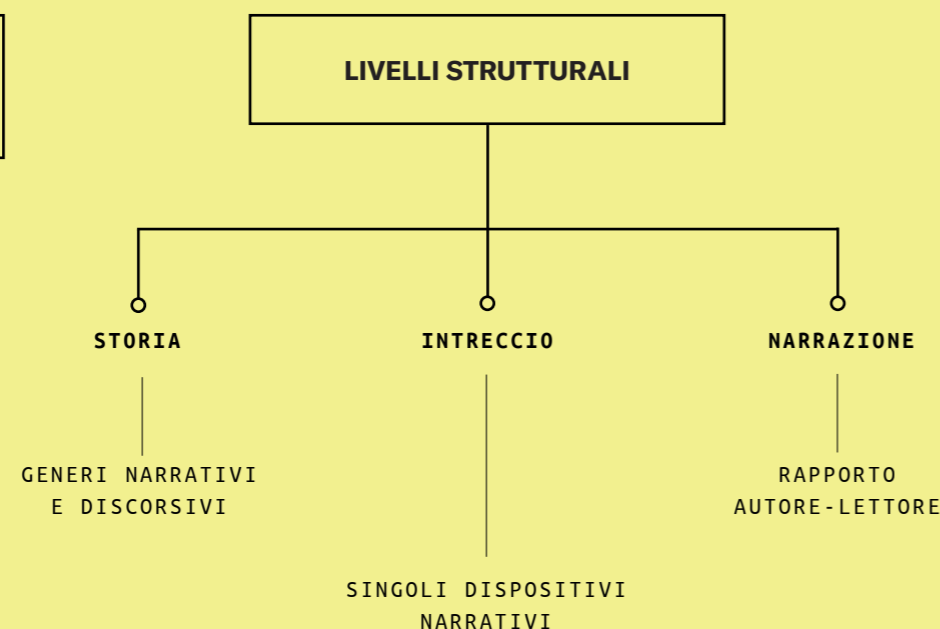 LIVELLI STRUTTURALI
STORIA
INTRECCIO
NARRAZIONE
GENERI NARRATIVI
E DISCORSIVI
RAPPORTO
AUTORE-LETTORE
SINGOLI DISPOSITIVI
NARRATIVI